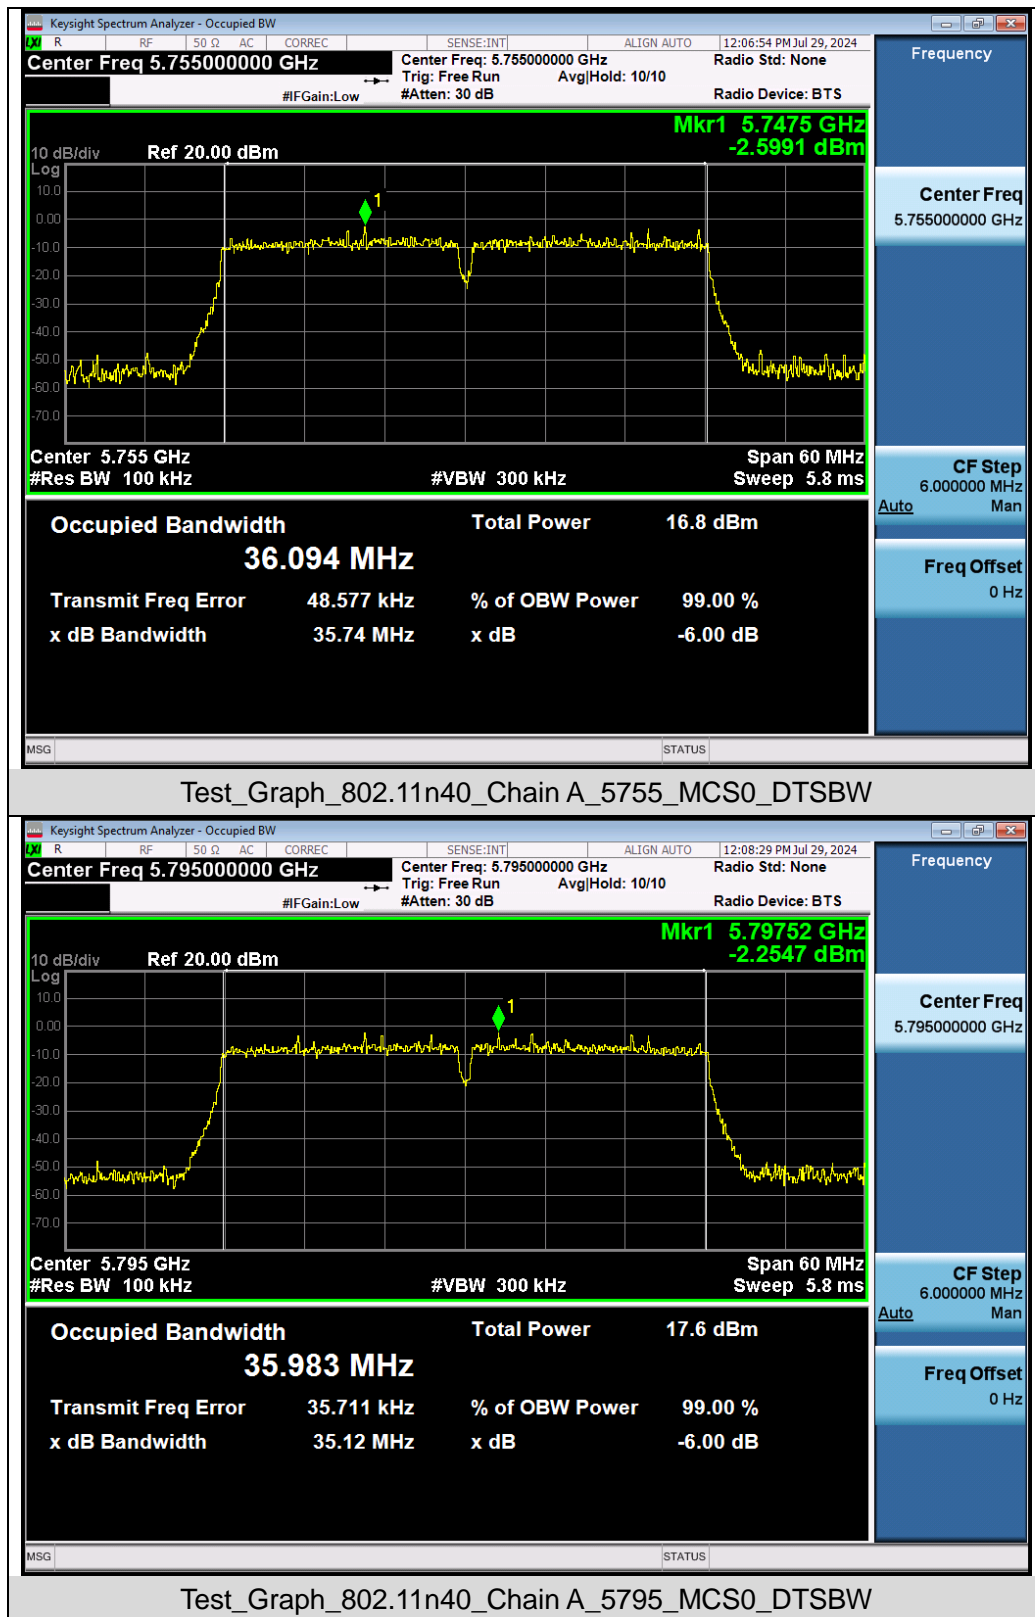 Keysight Spectrum Analyzer - Occupied BW
LXI R RF 50 Ω AC CORREC SENSE:INT ALIGN AUTO 12:06:54 PM Jul 29, 2024
Center Freq 5.755000000 GHz
Center Freq: 5.755000000 GHz
Radio Std: None
Trig: Free Run Avg|Hold: 10/10
#IFGain:Low
#Atten: 30 dB
Radio Device: BTS
Frequency
Mkr1 5.7475 GHz
-2.5991 dBm
10 dB/div Ref 20.00 dBm
Log
10.0
0.00
-10.0
-20.0
-30.0
-40.0
-50.0
-60.0
-70.0
1
Center Freq
5.755000000 GHz
Center 5.755 GHz
Span 60 MHz
#Res BW 100 kHz
#VBW 300 kHz
Sweep 5.8 ms
CF Step
6.000000 MHz
Auto Man
Occupied Bandwidth
Total Power 16.8 dBm
36.094 MHz
Freq Offset
0 Hz
Transmit Freq Error 48.577 kHz
% of OBW Power 99.00 %
x dB Bandwidth 35.74 MHz
x dB -6.00 dB
MSG STATUS
Test_Graph_802.11n40_Chain A_5755_MCS0_DTSBW
Keysight Spectrum Analyzer - Occupied BW
LXI R RF 50 Ω AC CORREC SENSE:INT ALIGN AUTO 12:08:29 PM Jul 29, 2024
Center Freq 5.795000000 GHz
Center Freq: 5.795000000 GHz
Radio Std: None
Trig: Free Run Avg|Hold: 10/10
#IFGain:Low
#Atten: 30 dB
Radio Device: BTS
Frequency
Mkr1 5.79752 GHz
-2.2547 dBm
10 dB/div Ref 20.00 dBm
Log
10.0
0.00
-10.0
-20.0
-30.0
-40.0
-50.0
-60.0
-70.0
1
Center Freq
5.795000000 GHz
Center 5.795 GHz
Span 60 MHz
#Res BW 100 kHz
#VBW 300 kHz
Sweep 5.8 ms
CF Step
6.000000 MHz
Auto Man
Occupied Bandwidth
Total Power 17.6 dBm
35.983 MHz
Freq Offset
0 Hz
Transmit Freq Error 35.711 kHz
% of OBW Power 99.00 %
x dB Bandwidth 35.12 MHz
x dB -6.00 dB
MSG STATUS
Test_Graph_802.11n40_Chain A_5795_MCS0_DTSBW